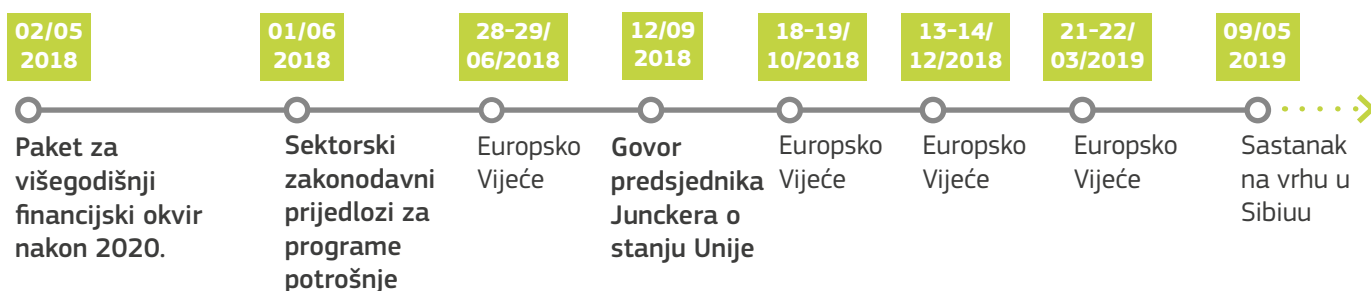 02/05
2018
01/06
2018
28-29/
06/2018
12/09
2018
18-19/
10/2018
13-14/
12/2018
21-22/
03/2019
09/05
2019
Paket za
višegodišnji
financijski okvir
nakon 2020.
Sektorski
zakonodavni
prijedlozi za
programe
potrošnje
Europsko
Vijeće
Govor
predsjednika
Junckera o
stanju Unije
Europsko
Vijeće
Europsko
Vijeće
Europsko
Vijeće
Sastanak
na vrhu u
Sibiuu